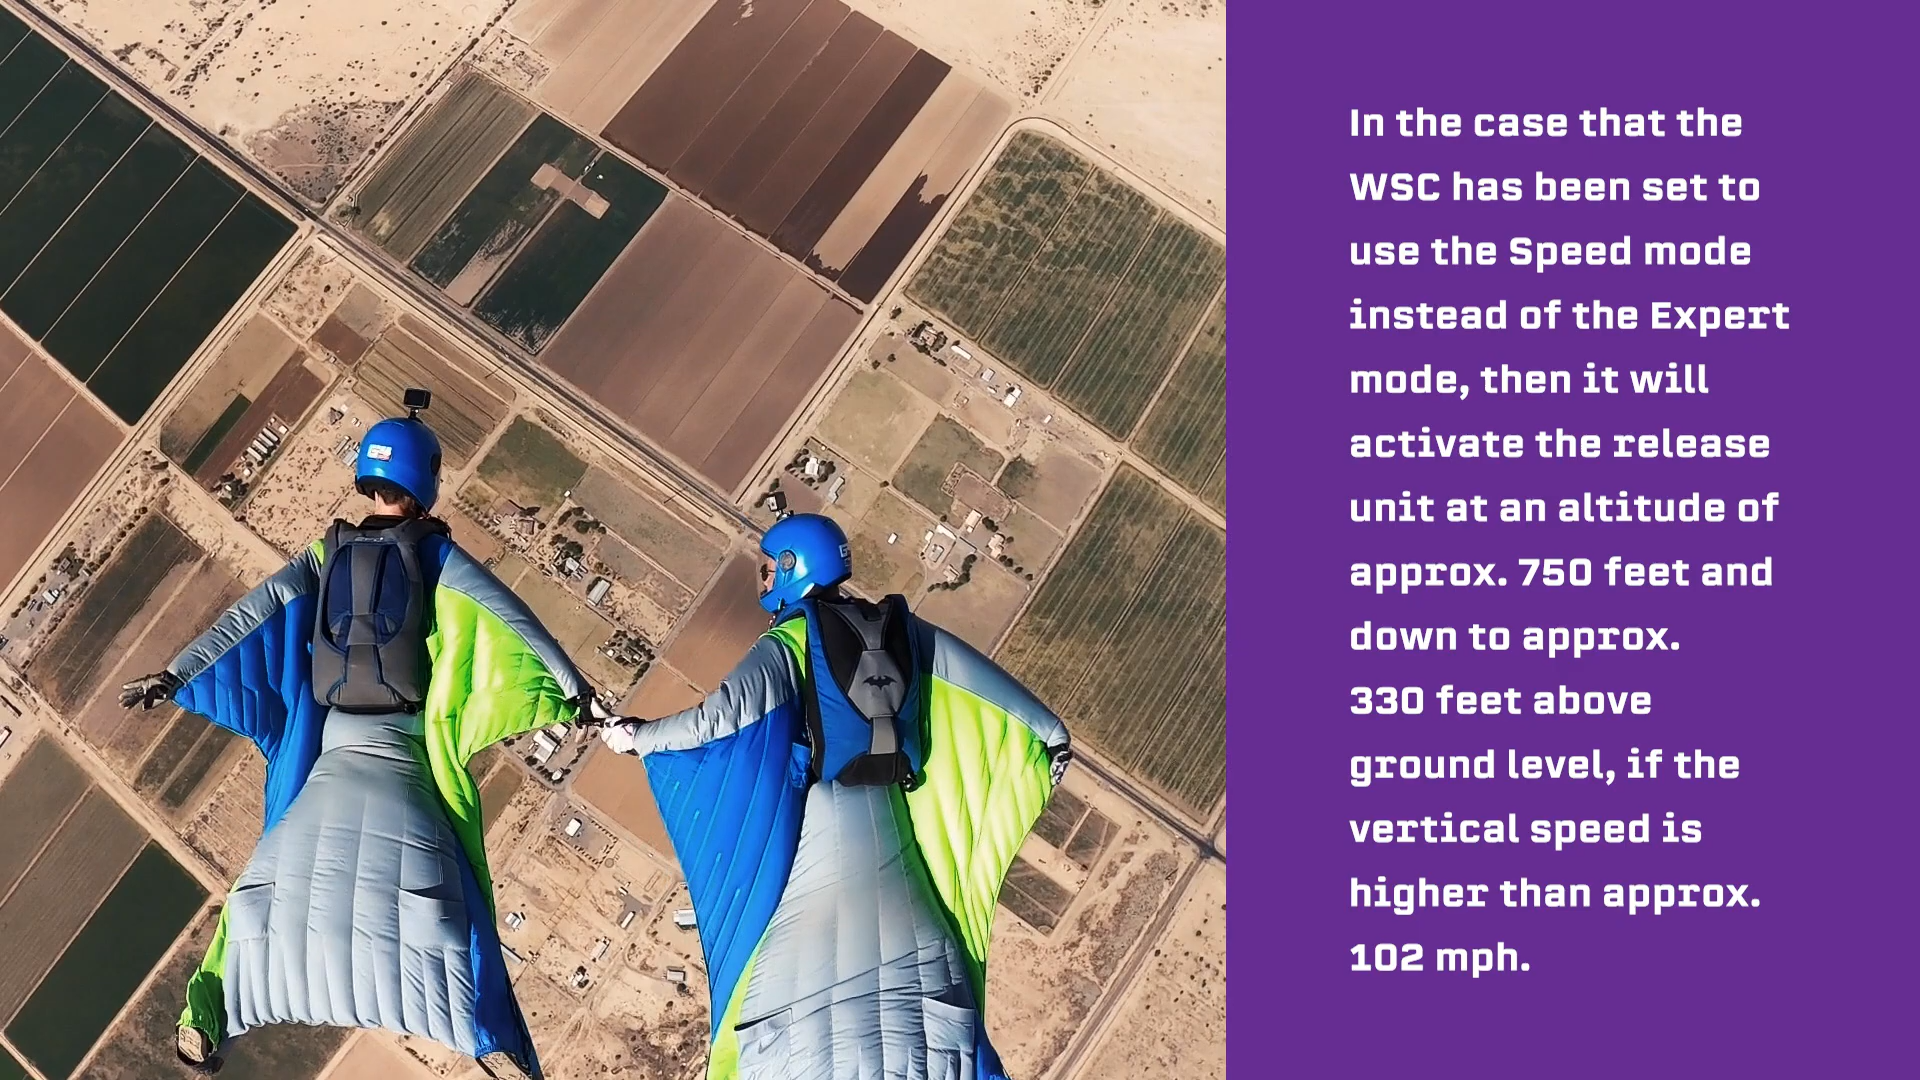 In the case that the
WSC has been set to
use the Speed mode
instead of the Expert
mode, then it will
activate the release
unit at an altitude of
approx. 750 feet and
down to approx.
330 feet above
ground level, if the
vertical speed is
higher than approx.
102 mph.